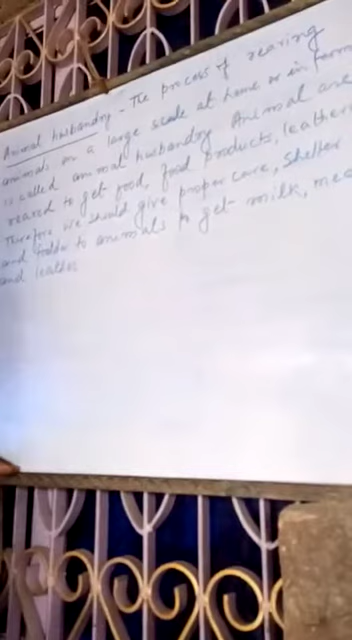 Animal husbandry - The process of rearing
animals on a large scale at home or in farm
is called animal husbandry Animal are
reared to get food, food products, leather
Therefore we should give proper care, shelter
and fodder to animals to get milk, mea
and leather